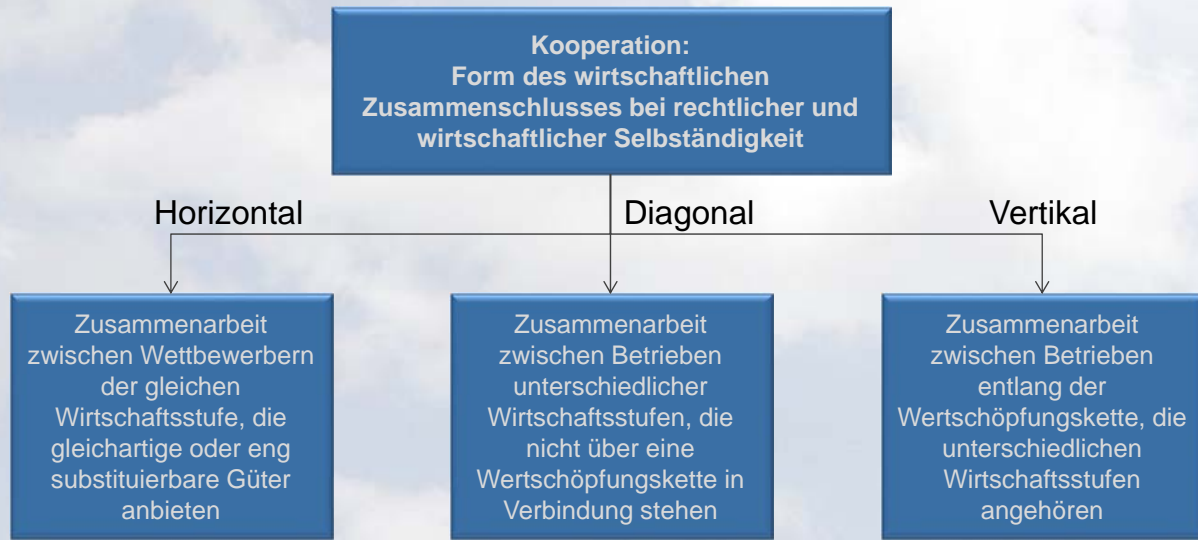 Kooperation:
Form des wirtschaftlichen
Zusammenschlusses bei rechtlicher und
wirtschaftlicher Selbständigkeit
Horizontal
Diagonal
Vertikal
Zusammenarbeit
zwischen Wettbewerbern
der gleichen
Wirtschaftsstufe, die
gleichartige oder eng
substituierbare Güter
anbieten
Zusammenarbeit
zwischen Betrieben
unterschiedlicher
Wirtschaftsstufen, die
nicht über eine
Wertschöpfungskette in
Verbindung stehen
Zusammenarbeit
zwischen Betrieben
entlang der
Wertschöpfungskette, die
unterschiedlichen
Wirtschaftsstufen
angehören